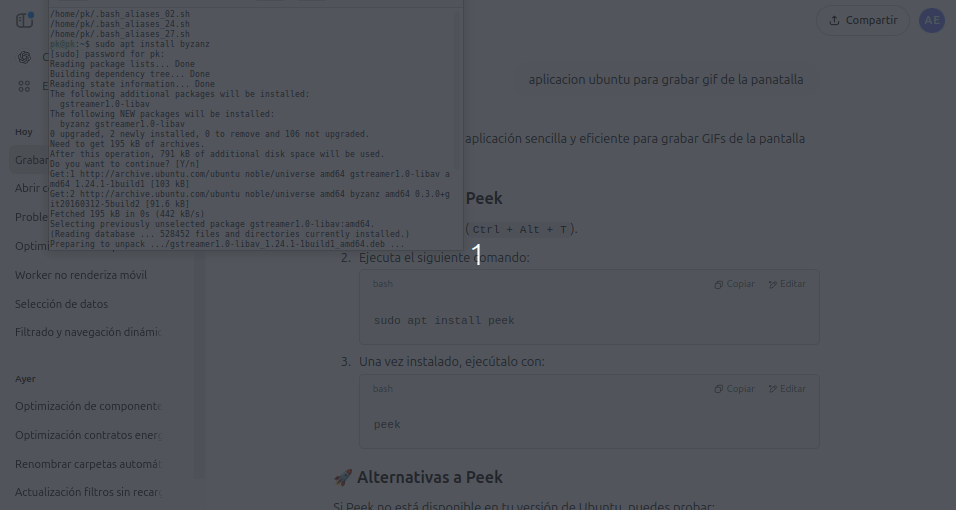 /home/pk/.bash_aliases_02.sh
/home/pk/.bash_aliases_24.sh
/home/pk/.bash_aliases_27.sh
pk@pk:~$ sudo apt install byzanz
[sudo] password for pk:
Reading package lists... Done
Building dependency tree... Done
Reading state information... Done
The following additional packages will be installed:
gstreamer1.0-libav
The following NEW packages will be installed:
byzanz gstreamer1.0-libav
0 upgraded, 2 newly installed, 0 to remove and 106 not upgraded.
Need to get 195 kB of archives.
After this operation, 791 kB of additional disk space will be used.
Do you want to continue? [Y/n]
Get:1 http://archive.ubuntu.com/ubuntu noble/universe amd64 gstreamer1.0-libav a
md64 1.24.1-1build1 [103 kB]
Get:2 http://archive.ubuntu.com/ubuntu noble/universe amd64 byzanz amd64 0.3.0+g
it20160312-5build2 [91.6 kB]
Fetched 195 kB in 0s (442 kB/s)
Selecting previously unselected package gstreamer1.0-libav:amd64.
(Reading database ... 528452 files and directories currently installed.)
Preparing to unpack .../gstreamer1.0-libav_1.24.1-1build1_amd64.deb ...
Hoy
Grabar
Abrir c
Proble
Optimi
Worker no renderiza móvil
Selección de datos
Filtrado y navegación dinámic
Ayer
Optimización de componente
Optimización contratos energ
Renombrar carpetas automát
Actualización filtros sin recar
Compartir
AE
aplicacion ubuntu para grabar gif de la panatalla
aplicación sencilla y eficiente para grabar GIFs de la pantalla
Peek
(Ctrl + Alt + T).
1
2. Ejecuta el siguiente comando:
bash
Copiar
Editar
sudo apt install peek
3. Una vez instalado, ejecútalo con:
bash
Copiar
Editar
peek
🚀 Alternativas a Peek
Si Peek no está disponible en tu versión de Ubuntu, puedes probar: